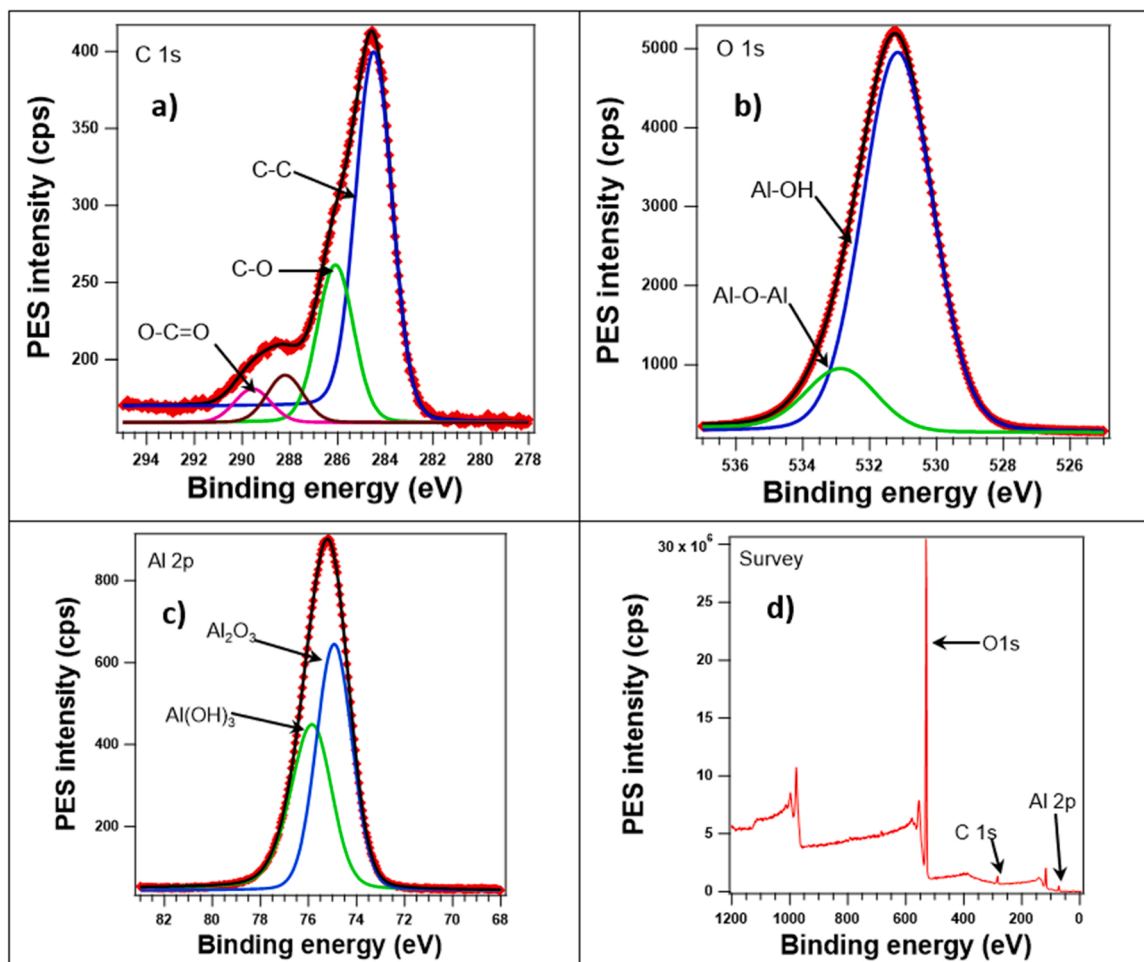 C 1s
a)
400
350
300
250
200
PES intensity (cps)
C-C
C-O
O-C=O
294 292 290 288 286 284 282 280 278
Binding energy (eV)
O 1s
b)
5000
4000
3000
2000
1000
PES intensity (cps)
Al-OH
Al-O-Al
536 534 532 530 528 526
Binding energy (eV)
Al 2p
c)
800
600
400
200
PES intensity (cps)
Al₂O₃
Al(OH)₃
82 80 78 76 74 72 70 68
Binding energy (eV)
Survey
d)
30 x 10⁶
25
20
15
10
5
0
PES intensity (cps)
O1s
C 1s
Al 2p
1200 1000 800 600 400 200 0
Binding energy (eV)